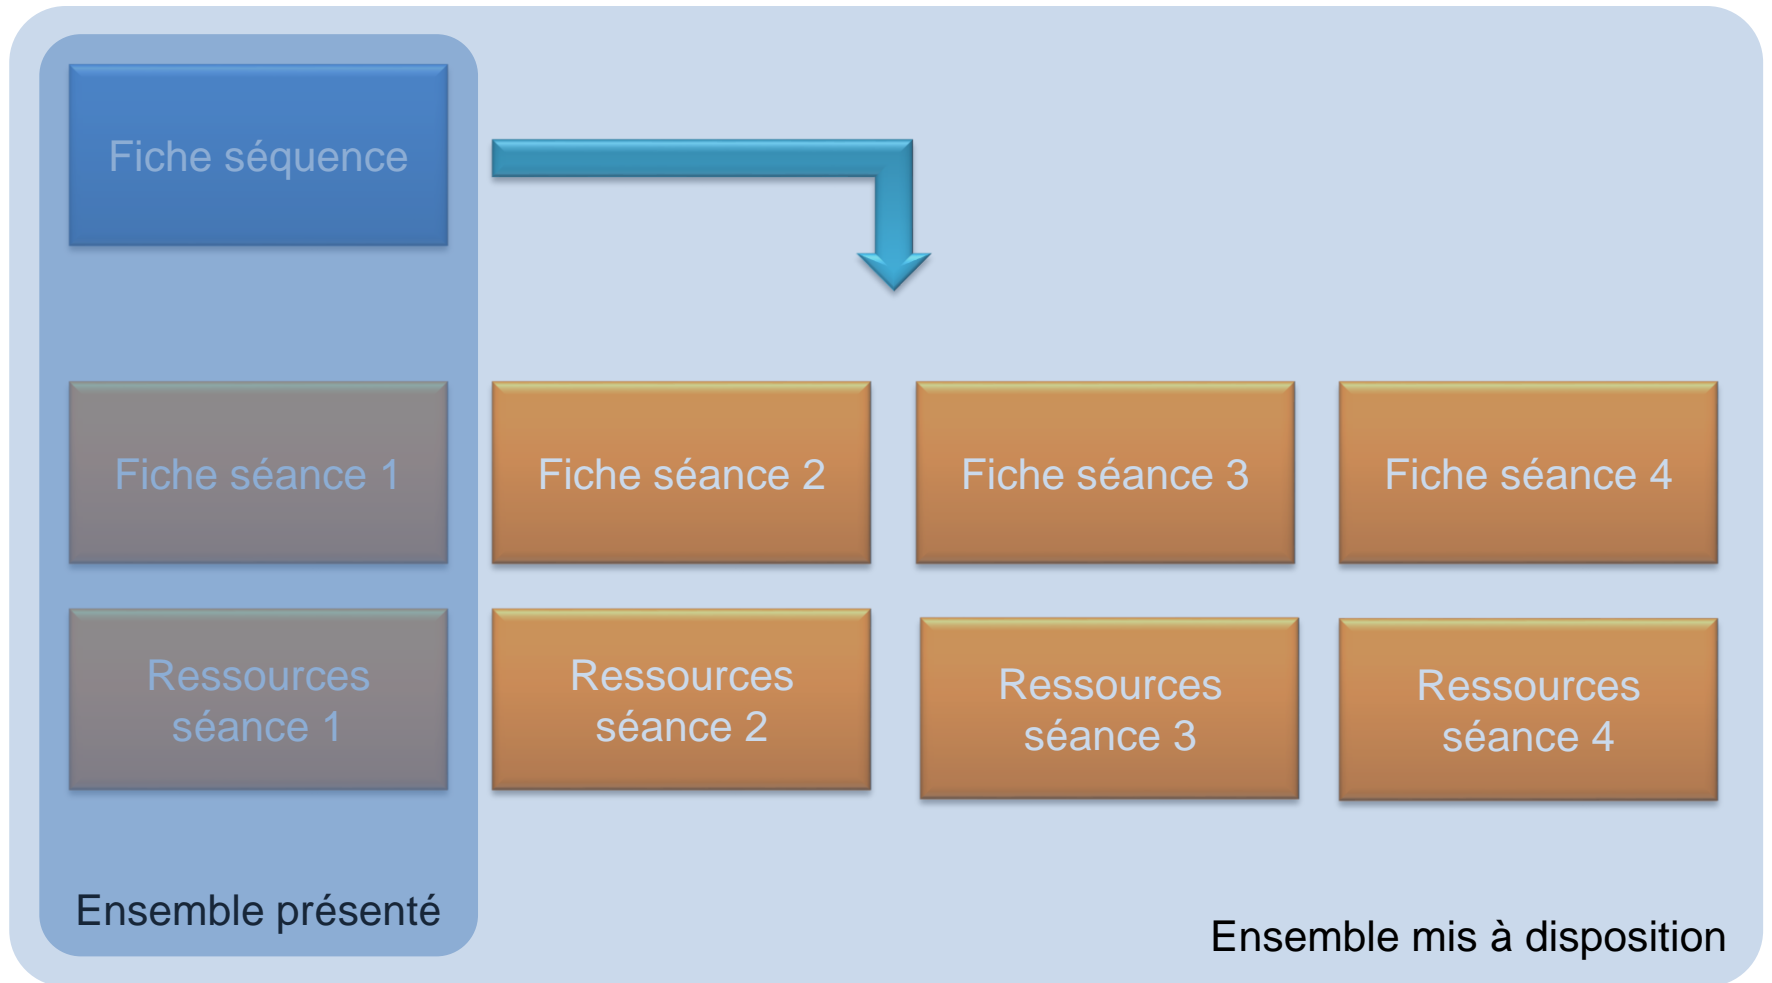 Fiche séquence
Fiche séance 1
Fiche séance 2
Fiche séance 3
Fiche séance 4
Ressources
séance 1
Ressources
séance 2
Ressources
séance 3
Ressources
séance 4
Ensemble présenté
Ensemble mis à disposition